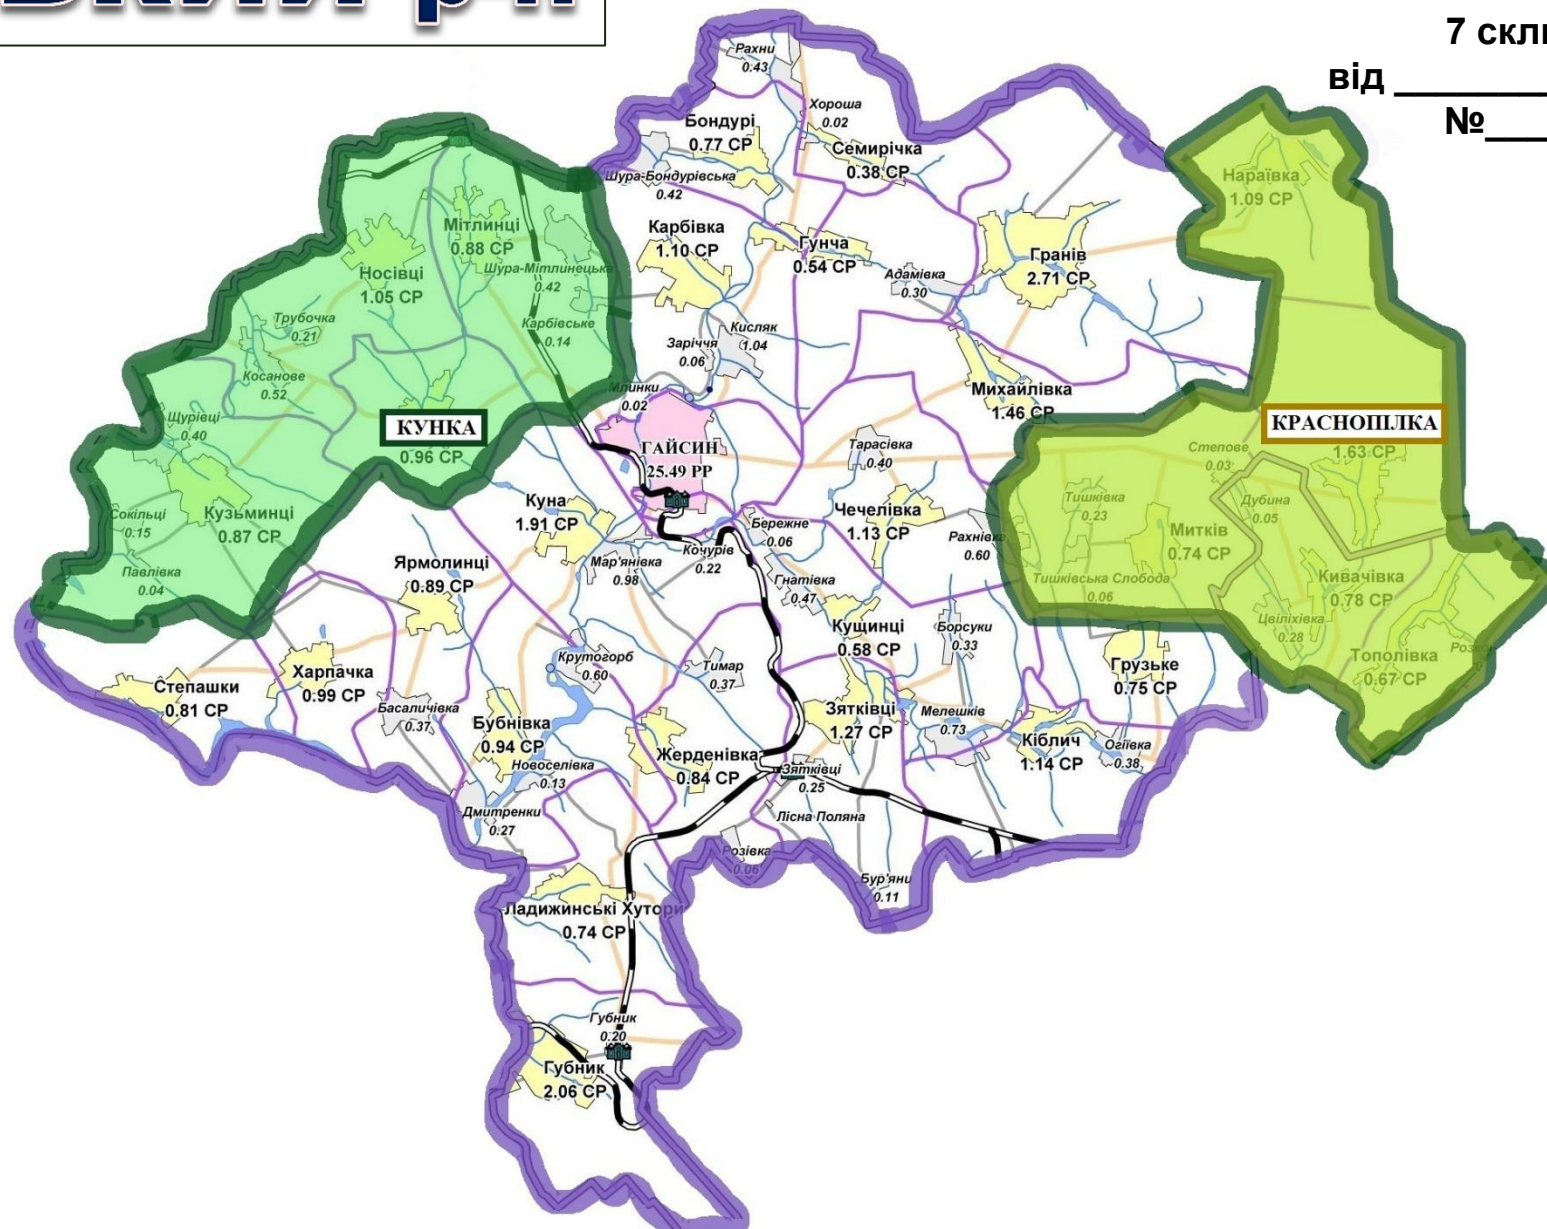 7
від ________
№___
Рахни
0.43
Хороша
0.02
Бондурі
0.77 СР
Семирічка
0.38 СР
Шура-Бондурівська
0.42
Нараївка
1.09 СР
Мітлинці
0.88 СР
Карбівка
1.10 СР
Гунча
0.54 СР
Гранів
2.71 СР
Носівці
1.05 СР
Шура-Мітлинецька
0.42
Адамівка
0.30
Трубочка
0.21
Карбівське
0.14
Кисляк
1.04
Заріччя
0.06
Косанове
0.52
Млинки
0.02
Михайлівка
1.46 СР
Щурівці
0.40
КУНКА
0.96 СР
КРАСНОПІЛКА
1.63 СР
ГАЙСИН
25.49 РР
Тарасівка
0.40
Степове
0.03
Сокільці
0.15
Кузьминці
0.87 СР
Куна
1.91 СР
Чечелівка
1.13 СР
Тишківка
0.23
Дубина
0.05
Бережне
0.06
Рахнівка
0.60
Митків
0.74 СР
Кочурів
0.22
Павлівка
0.04
Ярмолинці
0.89 СР
Мар'янівка
0.98
Гнатівка
0.47
Тишківська Слобода
0.06
Кивачівка
0.78 СР
Кущинці
0.58 СР
Борсуки
0.33
Цвіліхівка
0.28
Крутогорб
0.60
Тимар
0.37
Грузьке
0.75 СР
Тополівка
0.67 СР
Харпачка
0.99 СР
Степашки
0.81 СР
Басаличівка
0.37
Бубнівка
0.94 СР
Зятківці
1.27 СР
Мелешків
0.73
Кіблич
1.14 СР
Огіївка
0.38
Жерденівка
0.84 СР
Новоселівка
0.13
Зятківці
0.25
Дмитренки
0.27
Лісна Поляна
Розівка
0.06
Бур'яни
0.11
Ладижинські Хутори
0.74 СР
Губник
0.20
Губник
2.06 СР